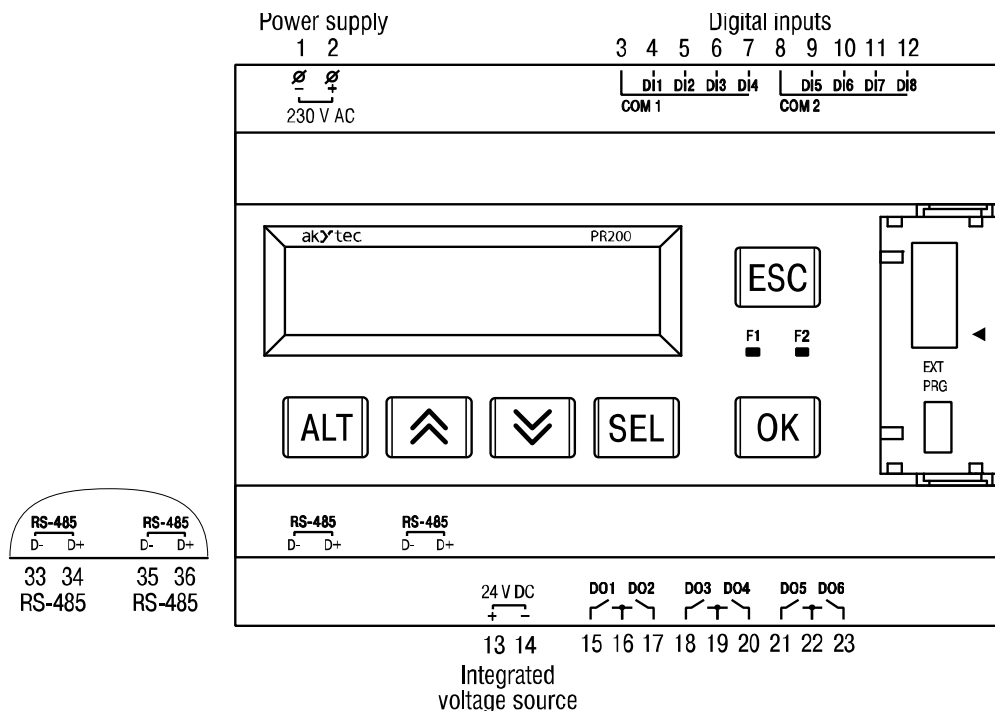 Power supply
Digital inputs
1 2
3 4 5 6 7 8 9 10 11 12
- +
DI1 DI2 DI3 DI4 DI5 DI6 DI7 DI8
230 V AC
COM 1 COM 2
akYtec PR200
ESC
F1 F2
EXT
PRG
ALT SEL OK
RS-485 RS-485
D- D+ D- D+
33 34 35 36
RS-485 RS-485
RS-485 RS-485
D- D+ D- D+
24 V DC
+ -
DO1 DO2 DO3 DO4 DO5 DO6
13 14 15 16 17 18 19 20 21 22 23
Integrated
voltage source